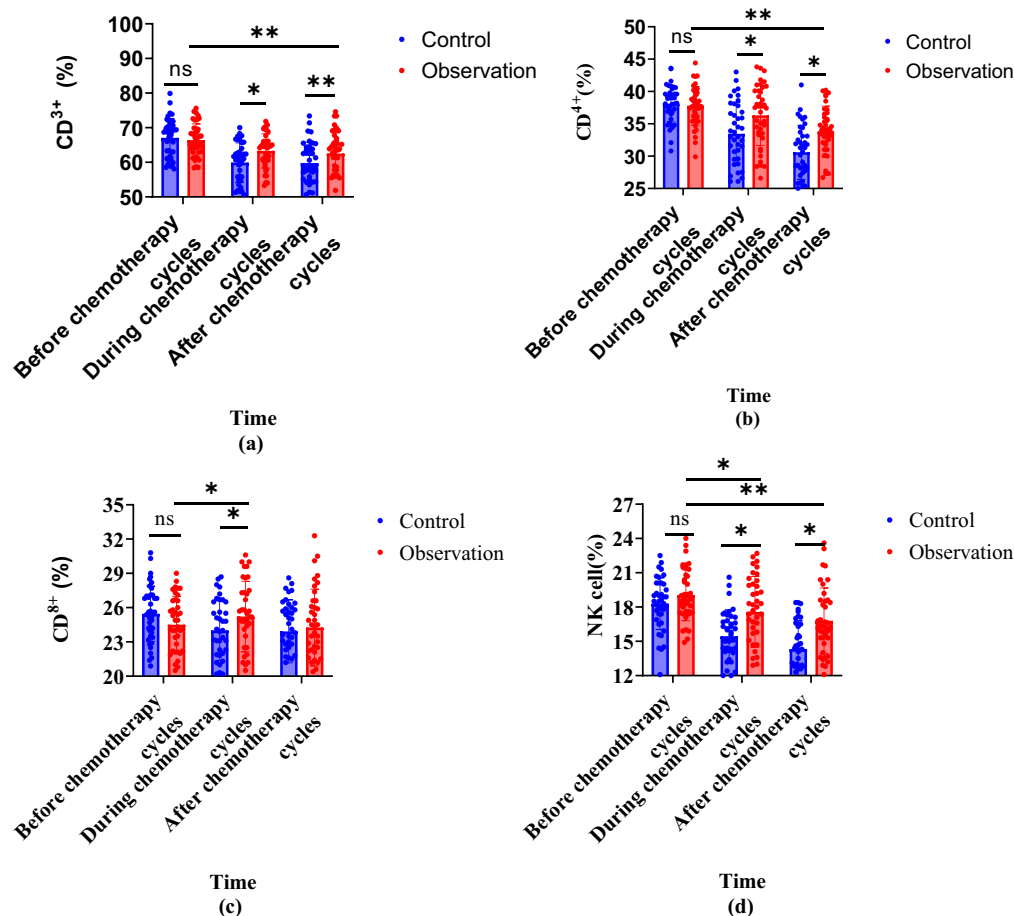 CD3+ (%)
100
90
80
70
60
50
ns
*
**
**
Control
Observation
Before chemotherapy
cycles
During chemotherapy
cycles
After chemotherapy
cycles
Time
(a)
CD4+(%)
50
45
40
35
30
25
ns
*
**
*
Control
Observation
Before chemotherapy
cycles
During chemotherapy
cycles
After chemotherapy
cycles
Time
(b)
CD8+ (%)
35
32
29
26
23
20
ns
*
*
Control
Observation
Before chemotherapy
cycles
During chemotherapy
cycles
After chemotherapy
cycles
Time
(c)
NK cell(%)
27
24
21
18
15
12
*
**
ns
*
*
Control
Observation
Before chemotherapy
cycles
During chemotherapy
cycles
After chemotherapy
cycles
Time
(d)